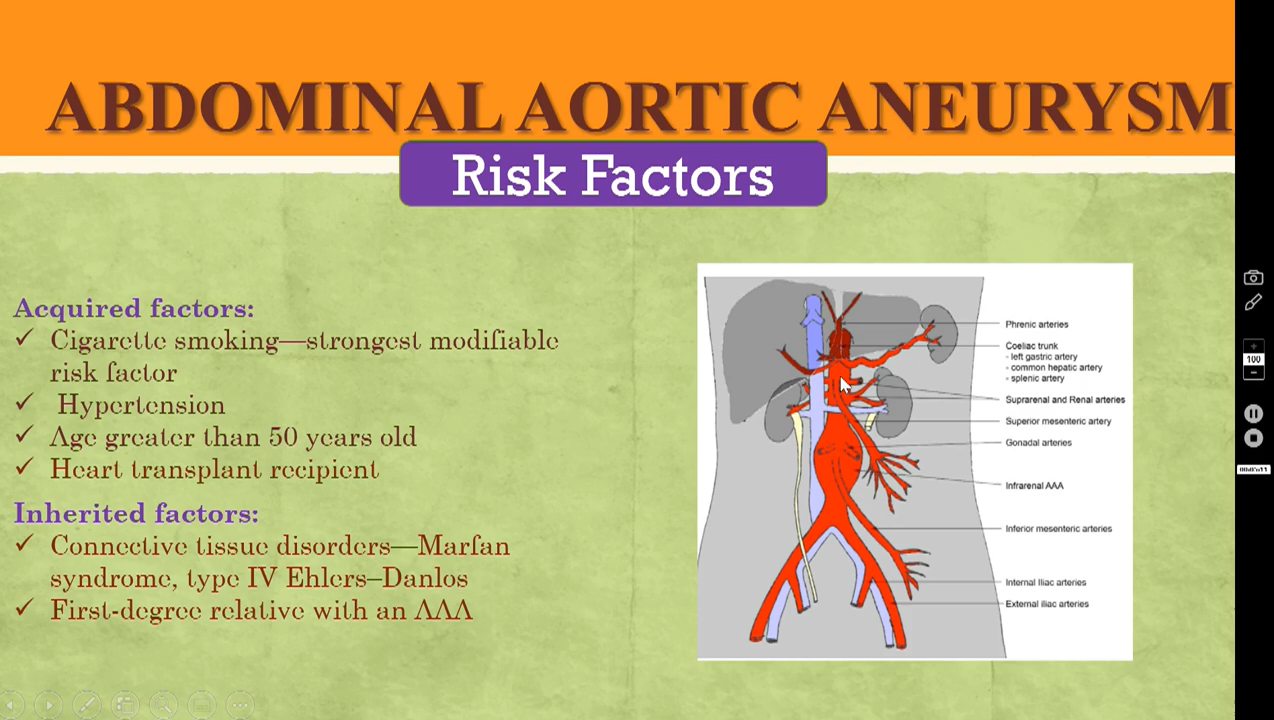 ABDOMINAL AORTIC ANEURYSM
Risk Factors
Acquired factors:
✓ Cigarette smoking—strongest modifiable
risk factor
✓ Hypertension
✓ Age greater than 50 years old
✓ Heart transplant recipient
Inherited factors:
✓ Connective tissue disorders—Marfan
syndrome, type IV Ehlers–Danlos
✓ First-degree relative with an AAA
Phrenic arteries
Coeliac trunk
- left gastric artery
- common hepatic artery
- splenic artery
Suprarenal and Renal arteries
Superior mesenteric artery
Gonadal arteries
Infrarenal AAA
Inferior mesenteric arteries
Internal Iliac arteries
External iliac arteries
100